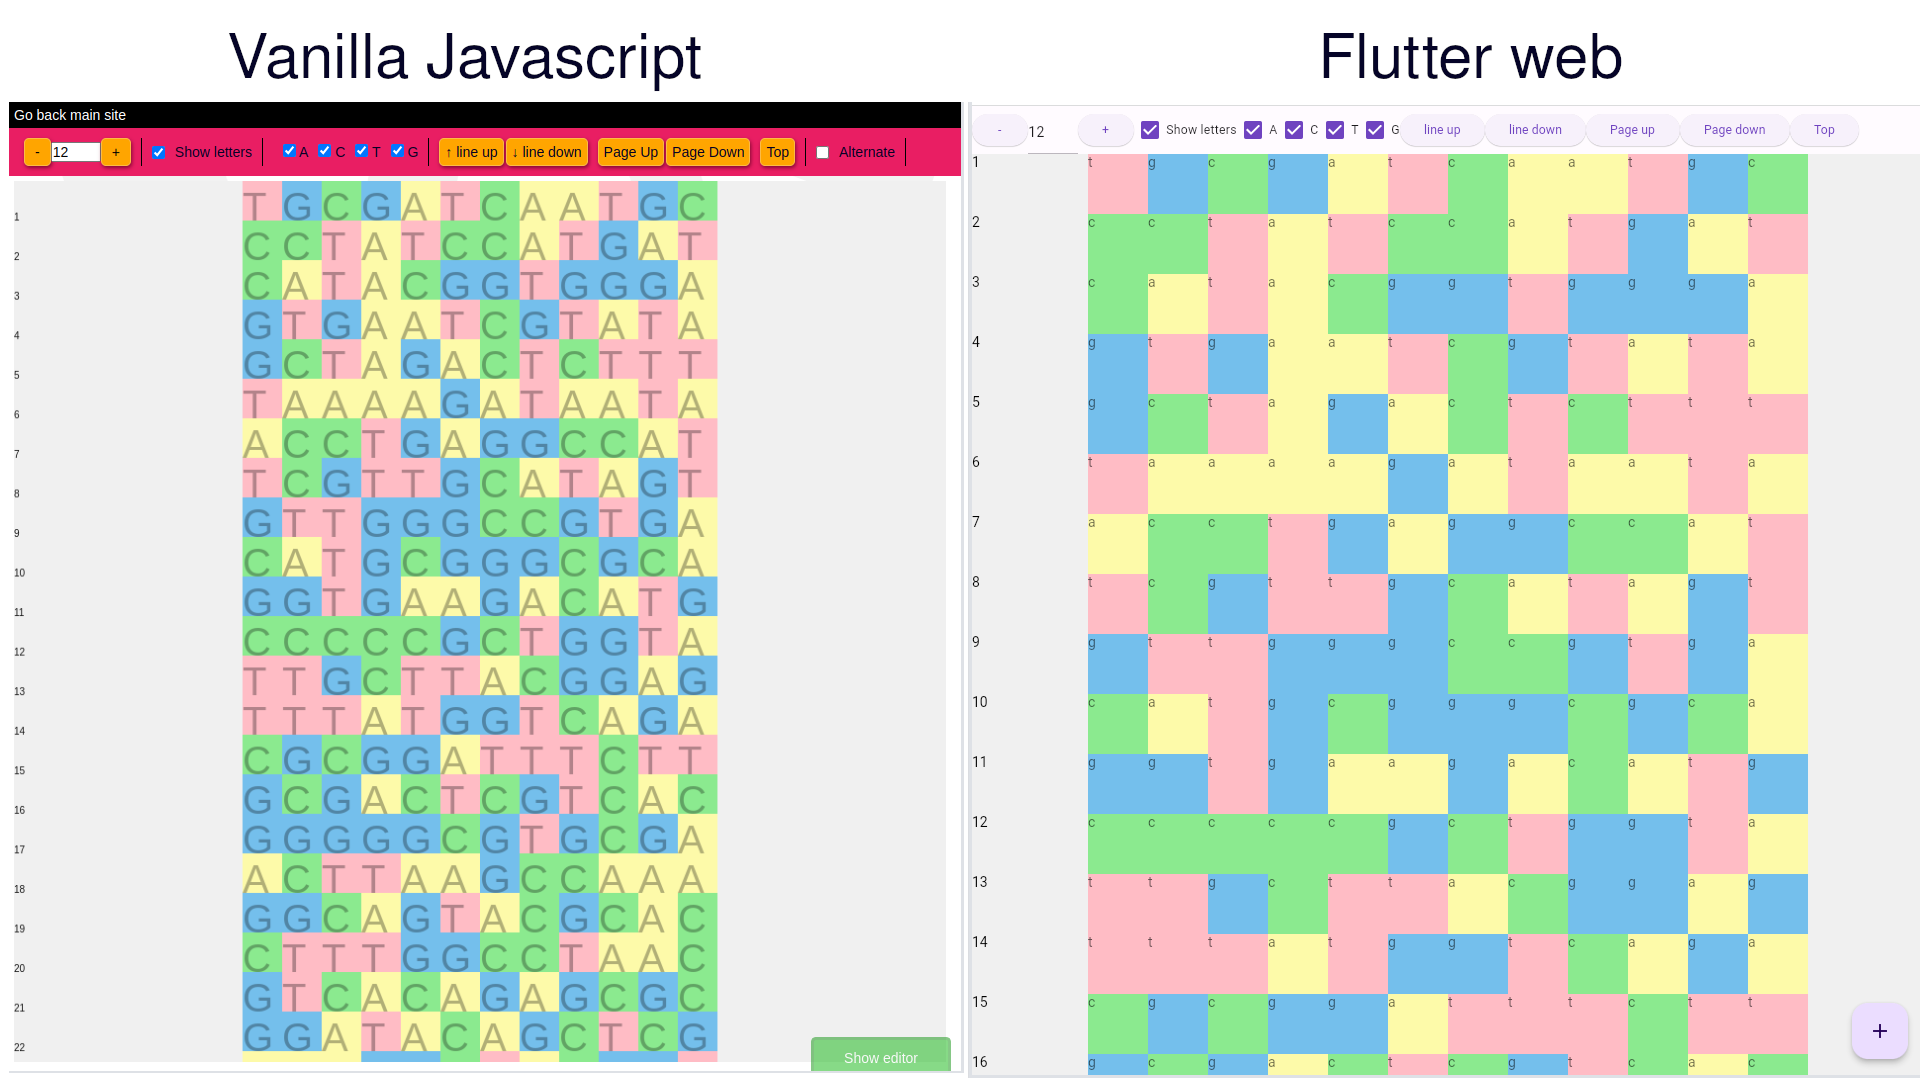 Vanilla Javascript
Go back main site
- 12 + Show letters A C T G ↑ line up ↓ line down Page Up Page Down Top Alternate
1 T G C G A T C A A T G C
2 C C T A T C C A T G A T
3 C A T A C G G T G G G A
4 G T G A A T C G T A T A
5 G C T A G A C T C T T T
6 T A A A A G A T A A T A
7 A C C T G A G G C C A T
8 T C G T T G C A T A G T
9 G T T G G G C C G T G A
10 C A T G C G G G C G C A
11 G G T G A A G A C A T G
12 C C C C C G C T G G T A
13 T T G C T T A C G G A G
14 T T T A T G G T C A G A
15 C G C G G A T T T C T T
16 G C G A C T C G T C A C
17 G G G G G C G T G C G A
18 A C T T A A G C C A A A
19 G G C A G T A C G C A C
20 C T T T G G C C T A A C
21 G T C A C A G A G C G C
22 G G A T A C A G C T C G
Show editor
Flutter web
- 12 + Show letters A C T G line up line down Page up Page down Top
1 t g c g a t c a a t g c
2 c c t a t c c a t g a t
3 c a t a c g g t g g g a
4 g t g a a t c g t a t a
5 g c t a g a c t c t t t
6 t a a a a g a t a a t a
7 a c c t g a g g c c a t
8 t c g t t g c a t a g t
9 g t t g g g c c g t g a
10 c a t g c g g g c g c a
11 g g t g a a g a c a t g
12 c c c c c g c t g g t a
13 t t g c t t a c g g a g
14 t t t a t g g t c a g a
15 c g c g g a t t t c t t
16 g c g a c t c g t c a c
+